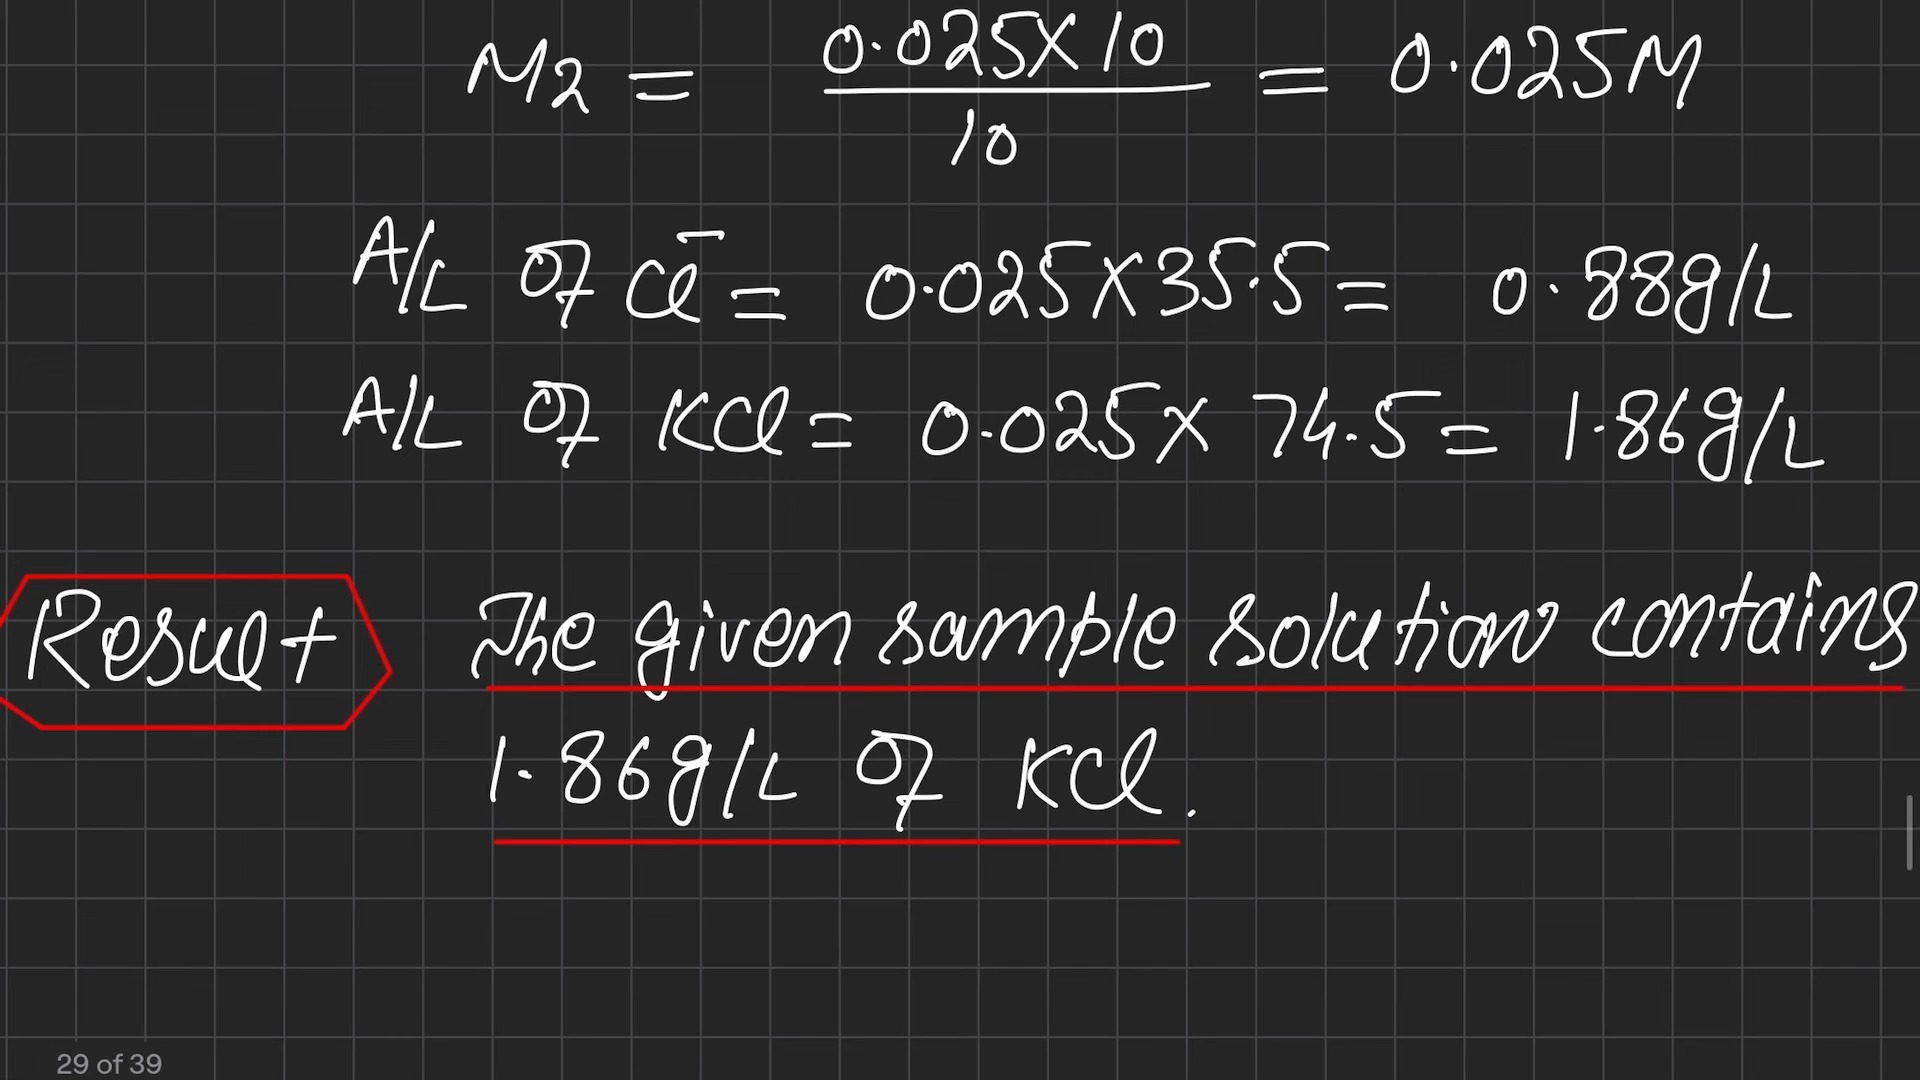 M2 = 0.025X10 / 10 = 0.025M
A/L Of Cl⁻ = 0.025X35.5 = 0.88g/L
A/L Of KCl = 0.025X 74.5 = 1.86g/L
Result The given sample solution contains
1.86g/L Of KCl.
29 of 39